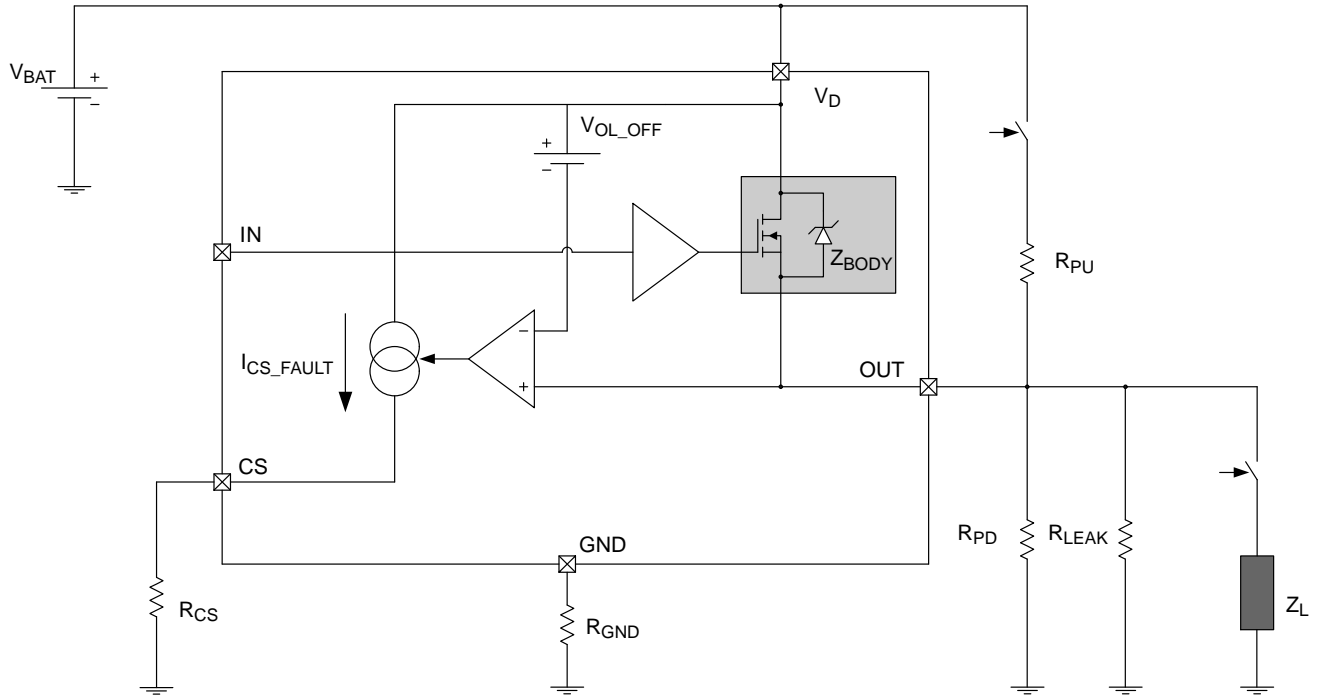 V_BAT
+
-
V_D
V_OL_OFF
+
-
IN
Z_BODY
R_PU
-
I_CS_FAULT
OUT
+
CS
GND
R_PD
R_LEAK
R_CS
R_GND
Z_L